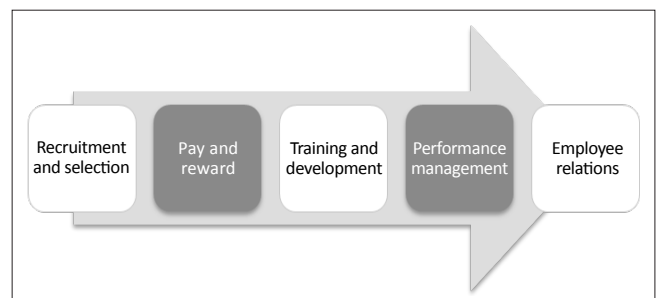 Recruitment
and selection
Pay and
reward
Training and
development
Performance
management
Employee
relations